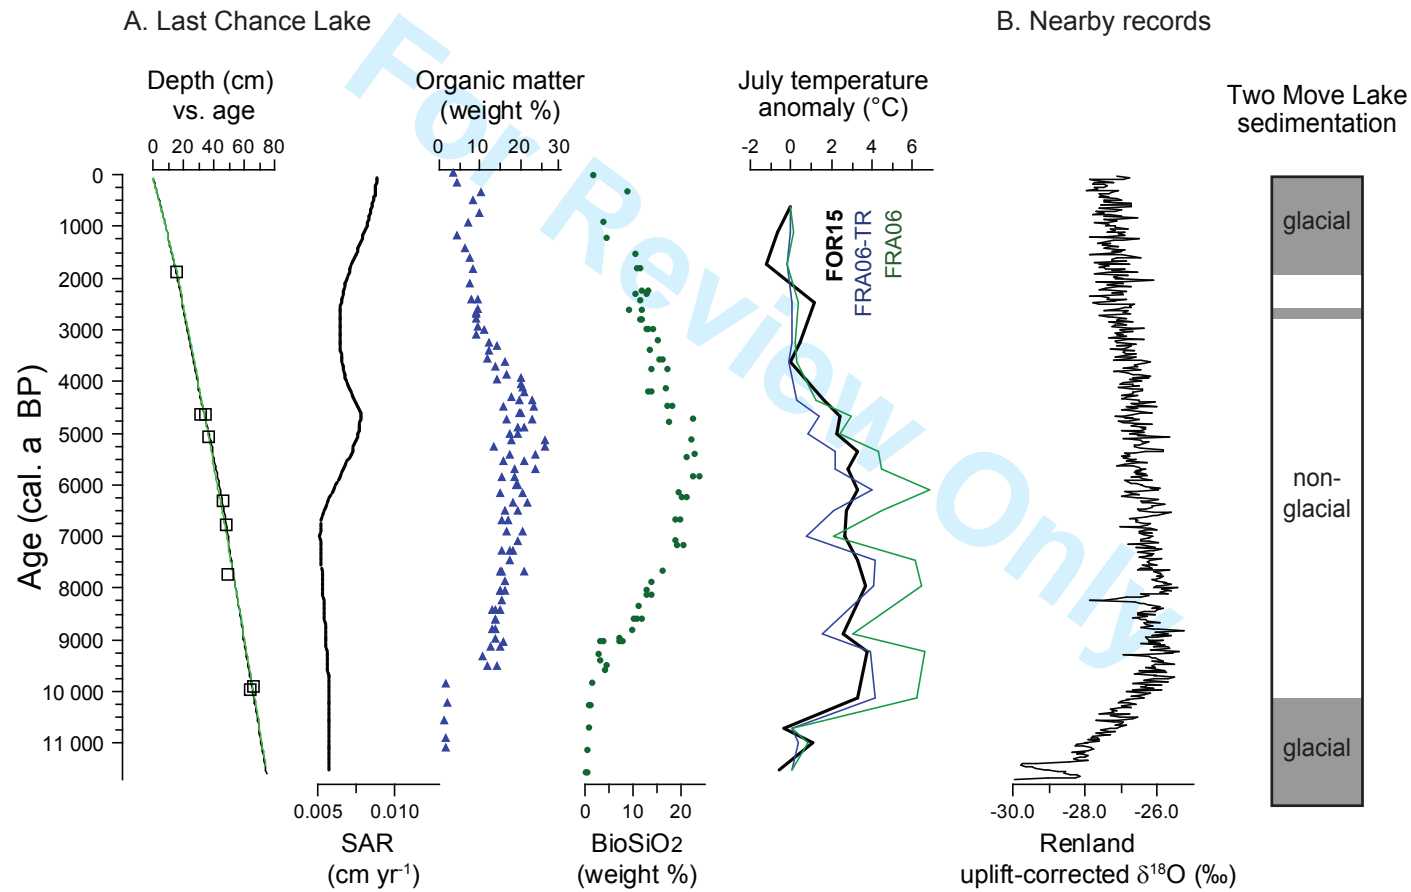 A. Last Chance Lake
B. Nearby records
Depth (cm)
vs. age
Organic matter
(weight %)
July temperature
anomaly (°C)
Two Move Lake
sedimentation
0 20 40 60 80
0 10 20 30
-2 0 2 4 6
Age (cal. a BP)
0
1000
2000
3000
4000
5000
6000
7000
8000
9000
10 000
11 000
FOR15
FRA06-TR
FRA06
glacial
non-
glacial
glacial
0.005 0.010
0 10 20
-30.0 -28.0 -26.0
SAR
(cm yr⁻¹)
BioSiO2
(weight %)
Renland
uplift-corrected δ¹⁸O (‰)
For Review Only